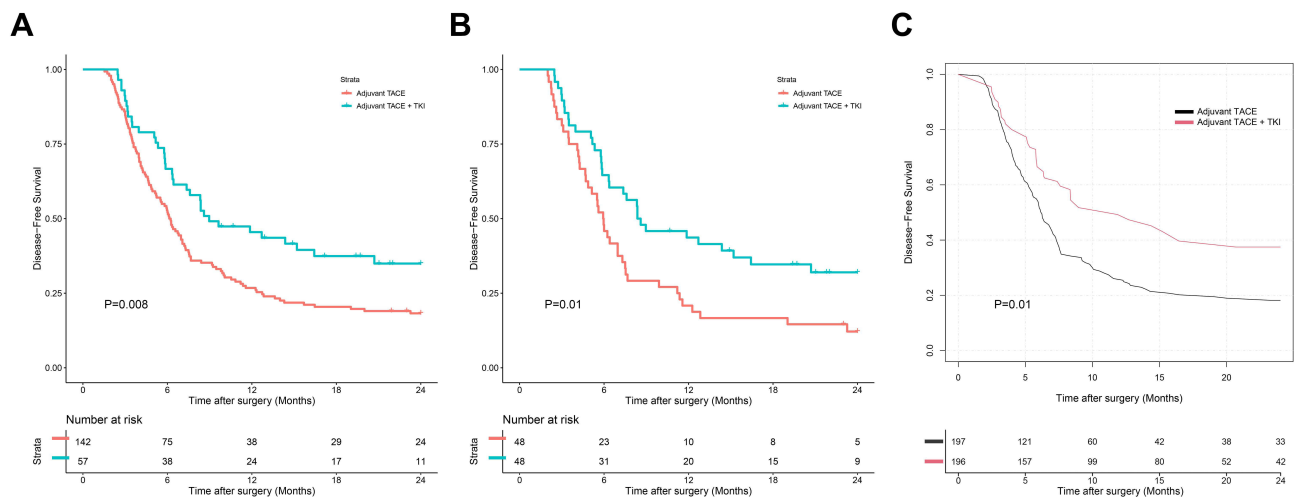 A
Disease−Free Survival
1.00
0.75
0.50
0.25
0.00
Strata
Adjuvant TACE
Adjuvant TACE + TKI
P=0.008
0 6 12 18 24
Time after surgery (Months)
Number at risk
Strata
142 75 38 29 24
57 38 24 17 11
0 6 12 18 24
Time after surgery (Months)
B
Disease−Free Survival
1.00
0.75
0.50
0.25
0.00
Strata
Adjuvant TACE
Adjuvant TACE + TKI
P=0.01
0 6 12 18 24
Time after surgery (Months)
Number at risk
Strata
48 23 10 8 5
48 31 20 15 9
0 6 12 18 24
Time after surgery (Months)
C
Disease−Free Survival
1.0
0.8
0.6
0.4
0.2
0.0
Adjuvant TACE
Adjuvant TACE + TKI
P=0.01
0 5 10 15 20
Time after surgery (Months)
197 121 60 42 38 33
196 157 99 80 52 42
0 5 10 15 20 24
Time after surgery (Months)